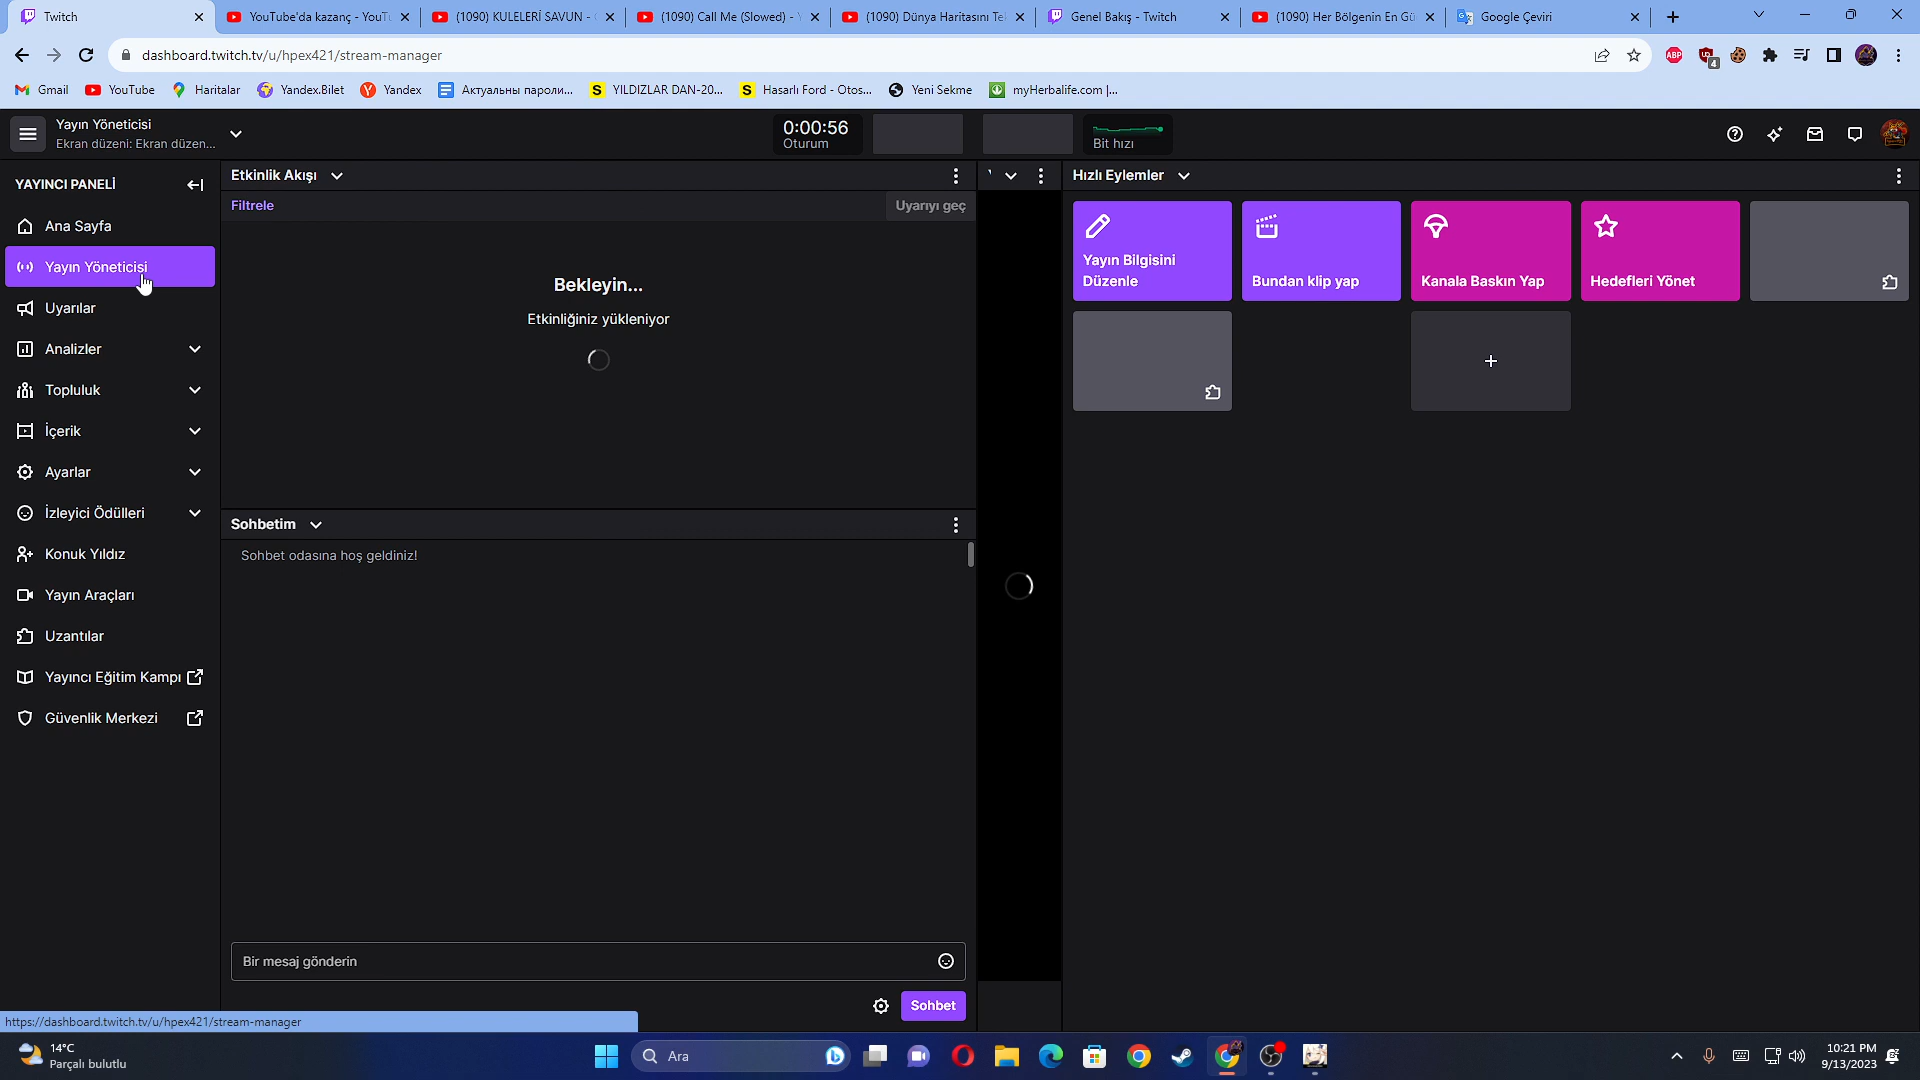 Twitch
YouTube'da kazanç - YouT
(1090) KULELERİ SAVUN -
(1090) Call Me (Slowed) -
(1090) Dünya Haritasını Te
Genel Bakış - Twitch
(1090) Her Bölgenin En Gü
Google Çeviri
dashboard.twitch.tv/u/hpex421/stream-manager
ABP
4
Gmail
YouTube
Haritalar
Yandex.Bilet
Yandex
Актуальны пароли...
YILDIZLAR DAN-20...
Hasarlı Ford - Otos...
Yeni Sekme
myHerbalife.com |...
Yayın Yöneticisi
Ekran düzeni: Ekran düzen...
0:00:56
Oturum
Bit hızı
YAYINCI PANELİ
Ana Sayfa
Yayın Yöneticisi
Uyarılar
Analizler
Topluluk
İçerik
Ayarlar
İzleyici Ödülleri
Konuk Yıldız
Yayın Araçları
Uzantılar
Yayıncı Eğitim Kampı
Güvenlik Merkezi
Etkinlik Akışı
Filtrele
Uyarıyı geç
Bekleyin...
Etkinliğiniz yükleniyor
Sohbetim
Sohbet odasına hoş geldiniz!
Bir mesaj gönderin
Sohbet
Hızlı Eylemler
Yayın Bilgisini
Düzenle
Bundan klip yap
Kanala Baskın Yap
Hedefleri Yönet
https://dashboard.twitch.tv/u/hpex421/stream-manager
14°C
Parçalı bulutlu
Ara
10:21 PM
9/13/2023